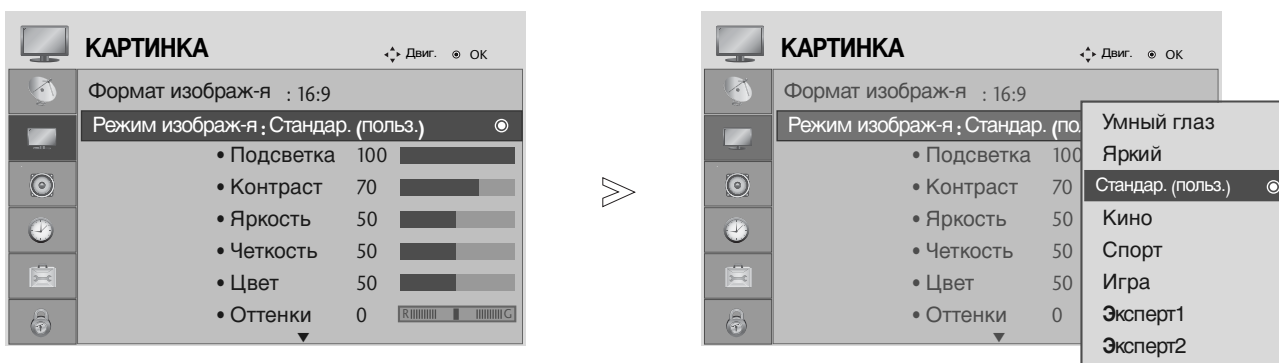 КАРТИНКА
Двиг. OK
Формат изображ-я : 16:9
Режим изображ-я : Стандар. (польз.)
• Подсветка 100
• Контраст 70
• Яркость 50
• Четкость 50
• Цвет 50
• Оттенки 0 R G
КАРТИНКА
Двиг. OK
Формат изображ-я : 16:9
Режим изображ-я : Стандар. (по
• Подсветка 100
• Контраст 70
• Яркость 50
• Четкость 50
• Цвет 50
• Оттенки 0
Умный глаз
Яркий
Стандар. (польз.)
Кино
Спорт
Игра
Эксперт1
Эксперт2